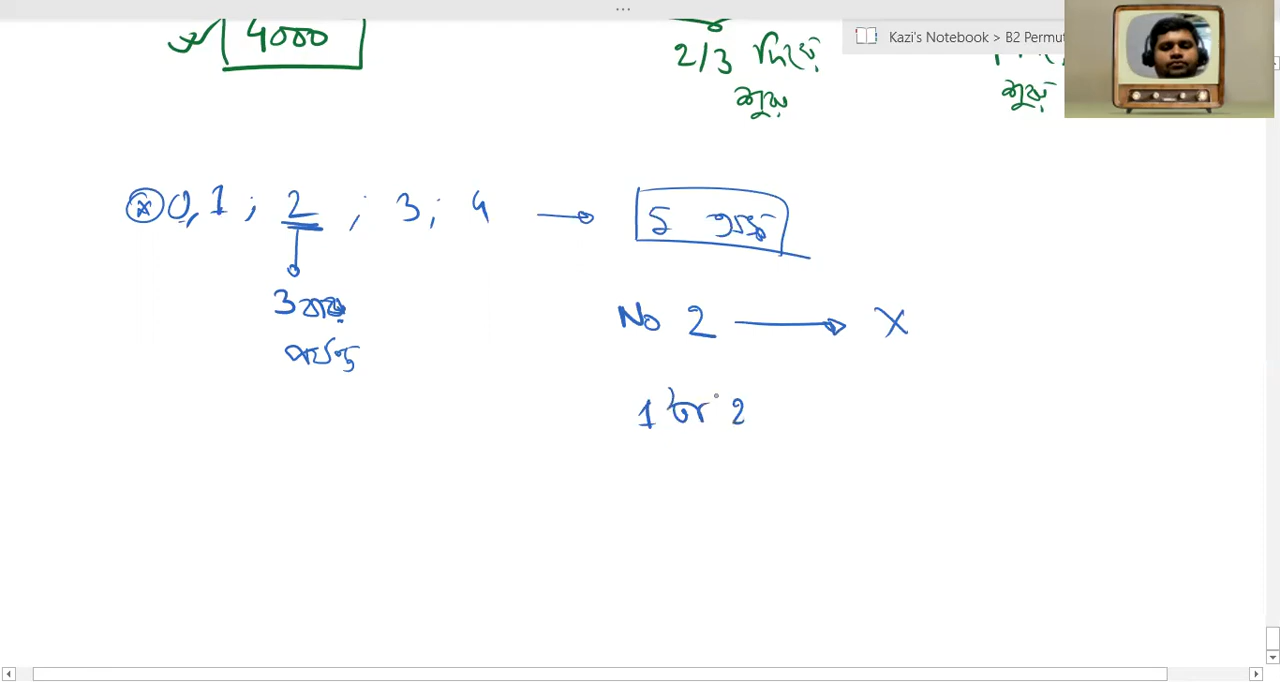 4000
2/3 দিয়ে
শুরু
Kazi's Notebook > B2 Permut
শুরু
0, 1 ; 2 ; 3 ; 4 → 5 অঙ্কের
3 বার
পর্যন্ত
No 2 → X
1 টা 2